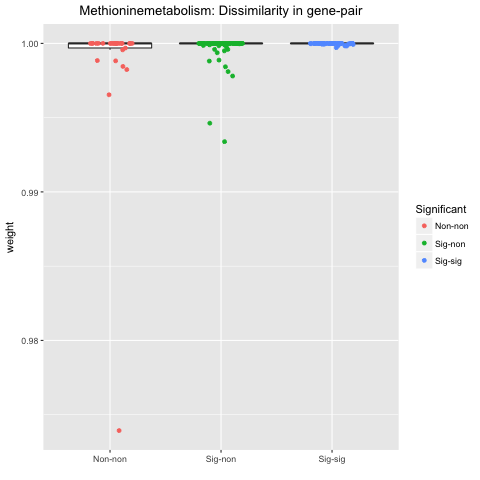 Methioninemetabolism: Dissimilarity in gene-pair
1.00
0.99
0.98
weight
Non-non
Sig-non
Sig-sig
Significant
Non-non
Sig-non
Sig-sig